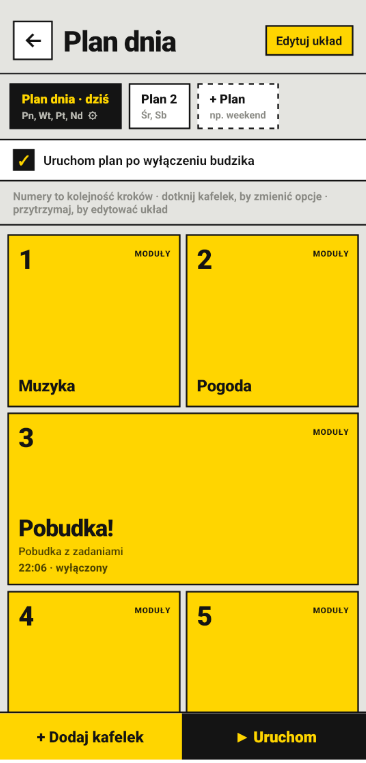 ← Plan dnia
Edytuj układ
Plan dnia · dziś
Pn, Wt, Pt, Nd ⚙
Plan 2
Śr, Sb
+ Plan
np. weekend
✓ Uruchom plan po wyłączeniu budzika
Numery to kolejność kroków · dotknij kafelek, by zmienić opcje ·
przytrzymaj, by edytować układ
1
MODUŁY
Muzyka
2
MODUŁY
Pogoda
3
MODUŁY
Pobudka!
Pobudka z zadaniami
22:06 · wyłączony
4
MODUŁY
5
MODUŁY
+ Dodaj kafelek
► Uruchom